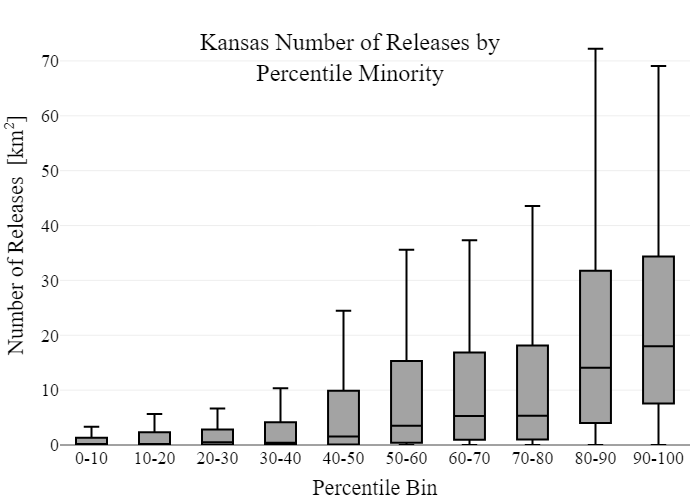 Kansas Number of Releases by
Percentile Minority
Number of Releases [km²]
70
60
50
40
30
20
10
0
0-10 10-20 20-30 30-40 40-50 50-60 60-70 70-80 80-90 90-100
Percentile Bin